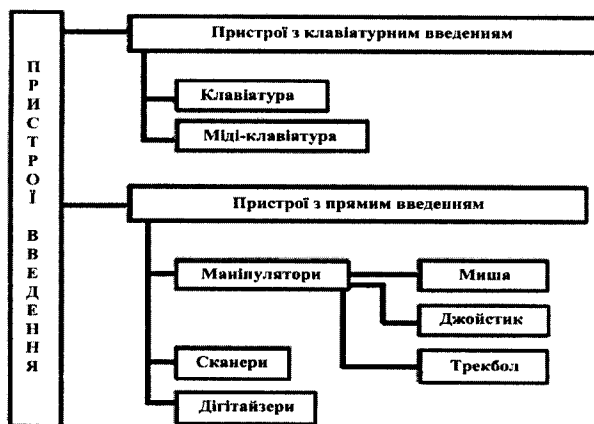 ПРИСТРОЇ ВВЕДЕННЯ
Пристрої з клавіатурним введенням
Клавіатура
Міді-клавіатура
Пристрої з прямим введенням
Маніпулятори
Миша
Джойстик
Трекбол
Сканери
Дігітайзери